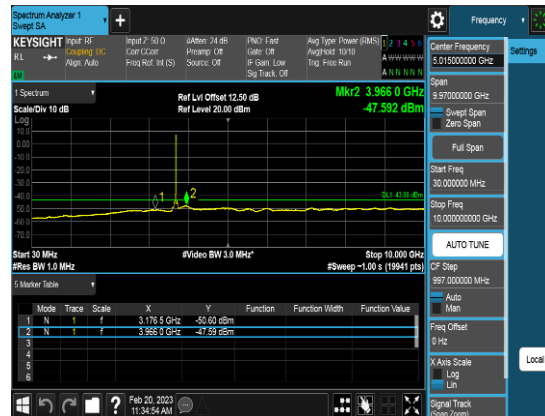 Spectrum Analyzer 1
Swept SA
Frequency
KEYSIGHT
Input: RF
Input Z: 50 Ω
#Atten: 24 dB
PNO: Fast
Avg Type: Power (RMS)
1 2 3 4 5 6
RL
Coupling: DC
Corr CCorr
Preamp: Off
Gate: Off
Avg|Hold: 10/10
A W W W W W
Align: Auto
Freq Ref: Int (S)
Source: Off
IF Gain: Low
Trig: Free Run
Sig Track: Off
A N N N N N
1 Spectrum
Ref Lvl Offset 12.50 dB
Mkr2 3.966 0 GHz
Scale/Div 10 dB
Ref Level 20.00 dBm
-47.592 dBm
Log
10.0
0.00
-10.0
-20.0
-30.0
-40.0
-50.0
-60.0
-70.0
1
2
Start 30 MHz
#Video BW 3.0 MHz*
Stop 10.000 GHz
#Res BW 1.0 MHz
#Sweep ~1.00 s (19941 pts)
5 Marker Table
Mode Trace Scale X Y Function Function Width Function Value
1 N 1 f 3.176 5 GHz -50.60 dBm
2 N 1 f 3.966 0 GHz -47.59 dBm
3
4
5
6
Feb 20, 2023
11:34:54 AM
Center Frequency
5.015000000 GHz
Settings
Span
9.97000000 GHz
Swept Span
Zero Span
Full Span
Start Freq
30.000000 MHz
Stop Freq
10.000000000 GHz
AUTO TUNE
CF Step
997.000000 MHz
Auto
Man
Freq Offset
0 Hz
X Axis Scale
Log
Lin
Local
Signal Track
(Span Zoom)